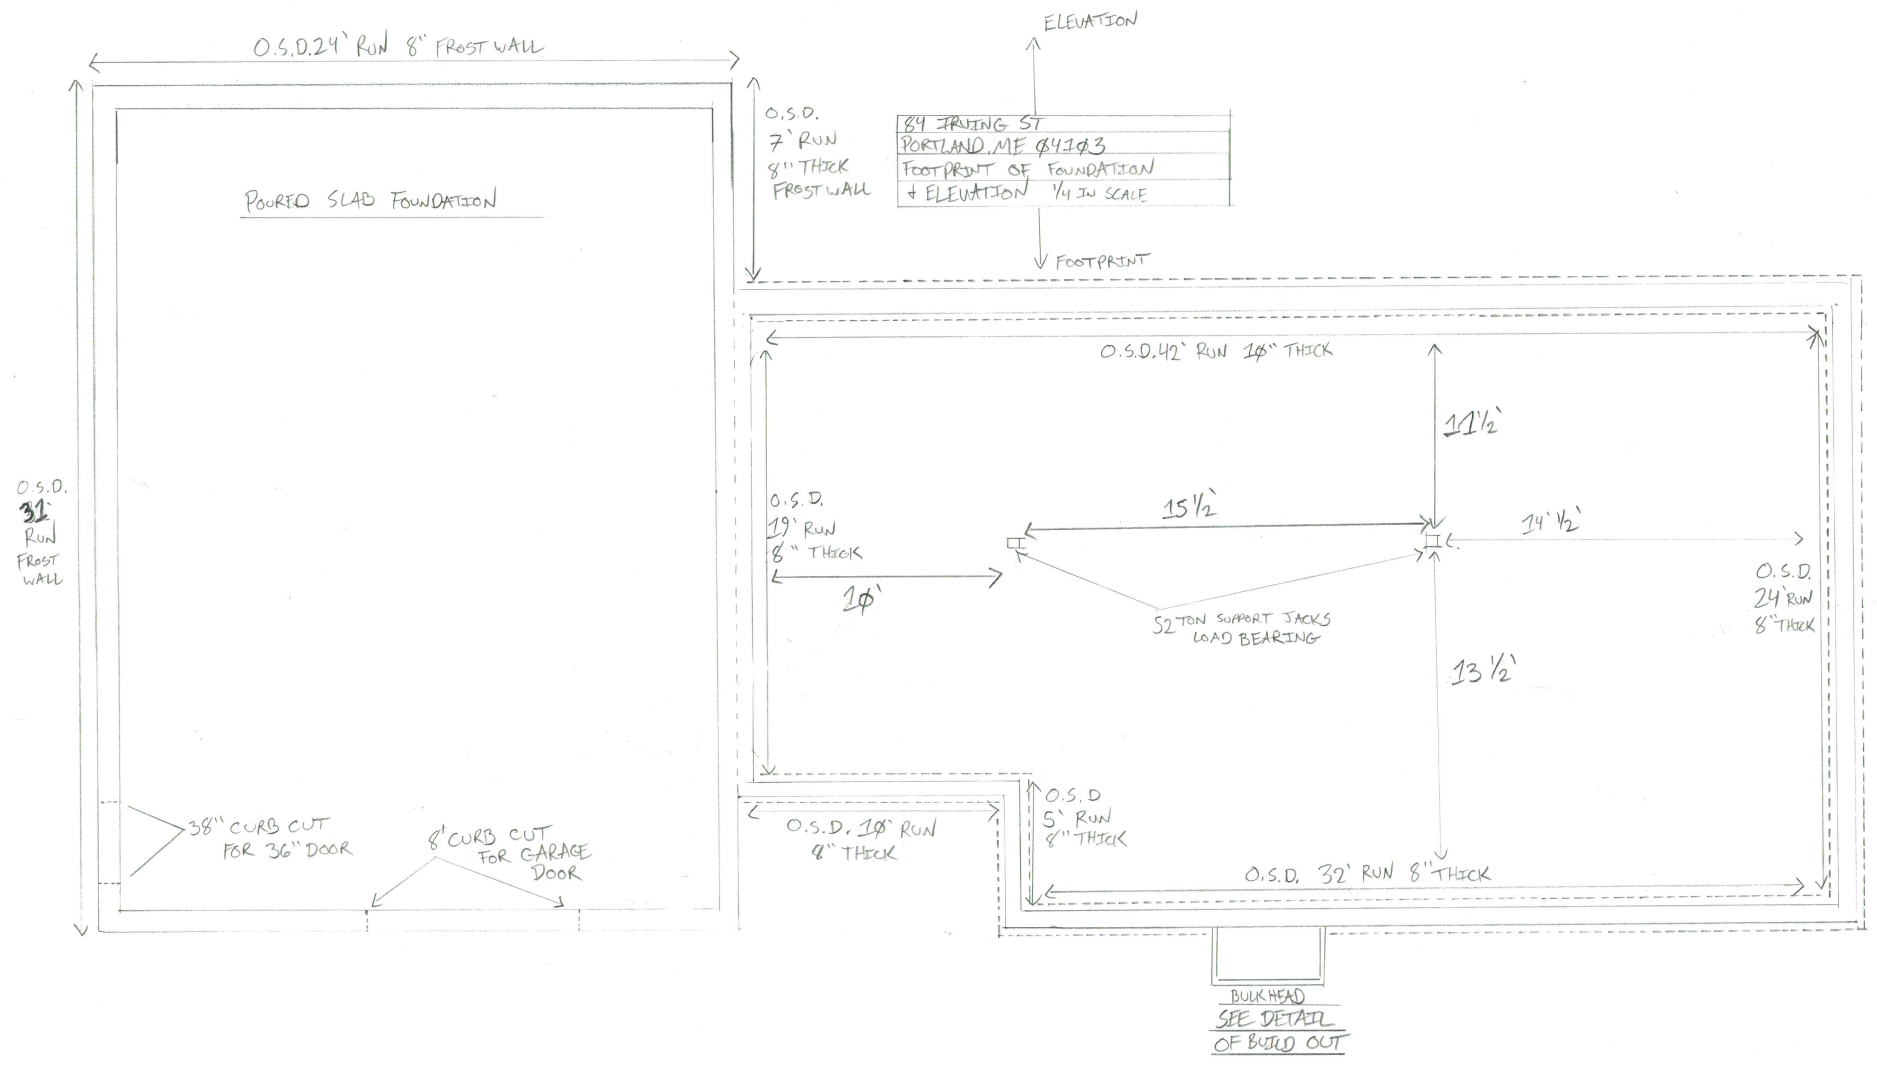 ELEVATION
O.S.D. 24' RUN 8" FROST WALL
O.S.D.
7' RUN
8" THICK
FROST WALL
84 IRVING ST
PORTLAND. ME 04103
FOOTPRINT OF FOUNDATION
+ ELEVATION 1/4 IN SCALE
FOOTPRINT
POURED SLAB FOUNDATION
O.S.D. 42' RUN 10" THICK
11 1/2'
O.S.D.
31'
RUN
FROST
WALL
O.S.D.
19' RUN
8" THICK
10'
15 1/2'
14' 1/2'
52 TON SUPPORT JACKS
LOAD BEARING
O.S.D.
24' RUN
8" THICK
13 1/2'
38" CURB CUT
FOR 36" DOOR
8' CURB CUT
FOR GARAGE
DOOR
O.S.D. 10' RUN
8" THICK
O.S.D
5' RUN
8" THICK
O.S.D. 32' RUN 8" THICK
BULKHEAD
SEE DETAIL
OF BUILD OUT